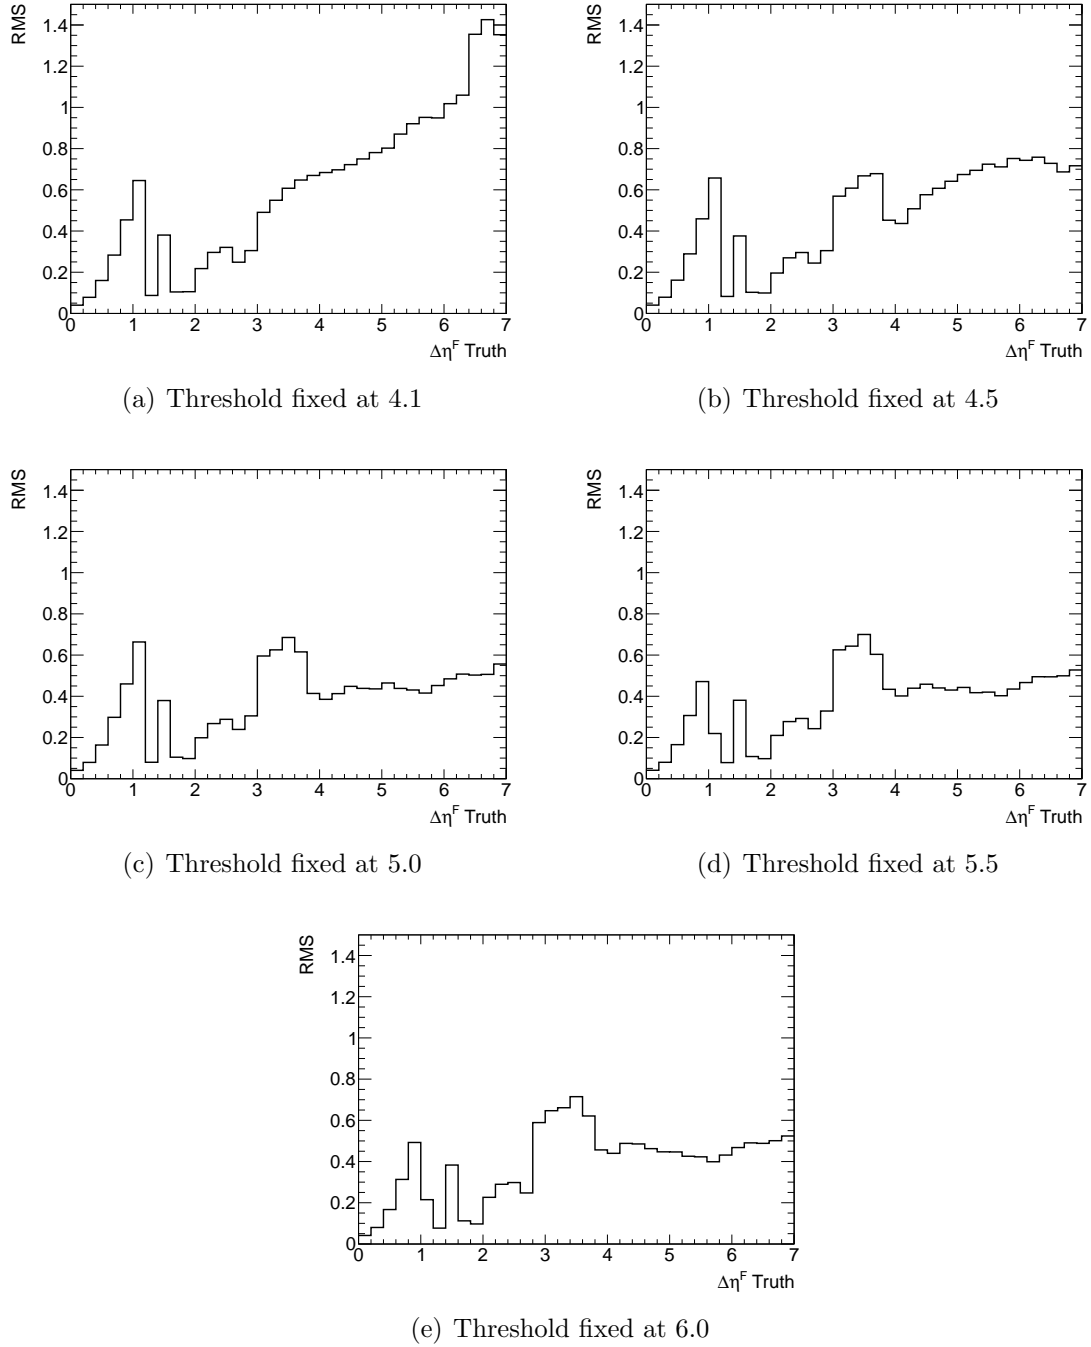 RMS
1.4
1.2
1
0.8
0.6
0.4
0.2
0
0 1 2 3 4 5 6 7
Δη^F Truth
(a) Threshold fixed at 4.1
RMS
1.4
1.2
1
0.8
0.6
0.4
0.2
0
0 1 2 3 4 5 6 7
Δη^F Truth
(b) Threshold fixed at 4.5
RMS
1.4
1.2
1
0.8
0.6
0.4
0.2
0
0 1 2 3 4 5 6 7
Δη^F Truth
(c) Threshold fixed at 5.0
RMS
1.4
1.2
1
0.8
0.6
0.4
0.2
0
0 1 2 3 4 5 6 7
Δη^F Truth
(d) Threshold fixed at 5.5
RMS
1.4
1.2
1
0.8
0.6
0.4
0.2
0
0 1 2 3 4 5 6 7
Δη^F Truth
(e) Threshold fixed at 6.0